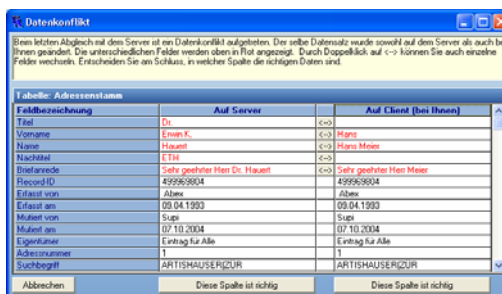 Datenkonflikt
Beim letzten Abgleich mit dem Server ist ein Datenkonflikt aufgetreten. Der selbe Datensatz wurde sowohl auf dem Server als auch be
Ihnen geändert. Die unterschiedlichen Felder werden oben in Rot angezeigt. Durch Doppelklick auf <-> können Sie auch einzelne
Felder wechseln. Entscheiden Sie am Schluss, in welcher Spalte die richtigen Daten sind.
Tabelle: Adressenstamm
Feldbezeichnung Auf Server Auf Client (bei Ihnen)
Titel Dr. <->
Vorname Erwin K. <-> Hans
Name Hauert <-> Hans Meier
Nachtitel ETH <->
Briefanrede Sehr geehrter Herr Dr. Hauert <-> Sehr geehrter Herr Meier
Record-ID 499969804 499969804
Erfasst von Abex Abex
Erfasst am 09.04.1993 09.04.1993
Mutiert von Supi Supi
Mutiert am 07.10.2004 07.10.2004
Eigentümer Eintrag für Alle Eintrag für Alle
Adressnummer 1 1
Suchbegriff ARTISHAUSER|ZÜR ARTISHAUSER|ZÜR
Abbrechen Diese Spalte ist richtig Diese Spalte ist richtig